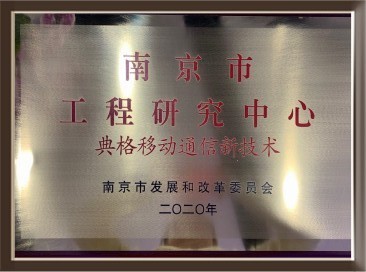 南京市
工程研究中心
典格移动通信新技术
南京市发展和改革委员会
二〇二〇年